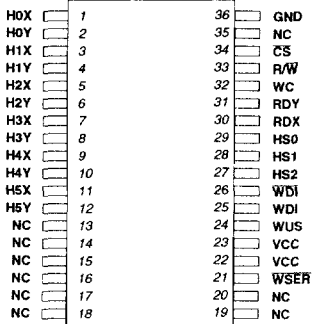 H0X 1 36 GND
H0Y 2 35 NC
H1X 3 34 C̅S̅
H1Y 4 33 R/W̅
H2X 5 32 WC
H2Y 6 31 RDY
H3X 7 30 RDX
H3Y 8 29 HS0
H4X 9 28 HS1
H4Y 10 27 HS2
H5X 11 26 W̅D̅I̅
H5Y 12 25 WDI
NC 13 24 WUS
NC 14 23 VCC
NC 15 22 VCC
NC 16 21 W̅S̅E̅R̅
NC 17 20 NC
NC 18 19 NC